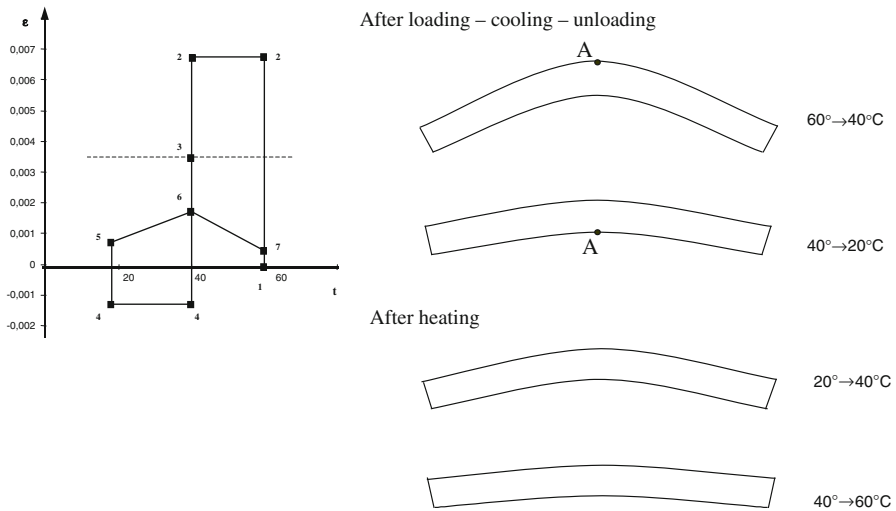 ε
0,007
0,006
0,005
0,004
0,003
0,002
0,001
0
-0,001
-0,002
2
2
3
6
5
7
4
4
1
20
40
60
t
After loading – cooling – unloading
A
60°→40°C
A
40°→20°C
After heating
20°→40°C
40°→60°C